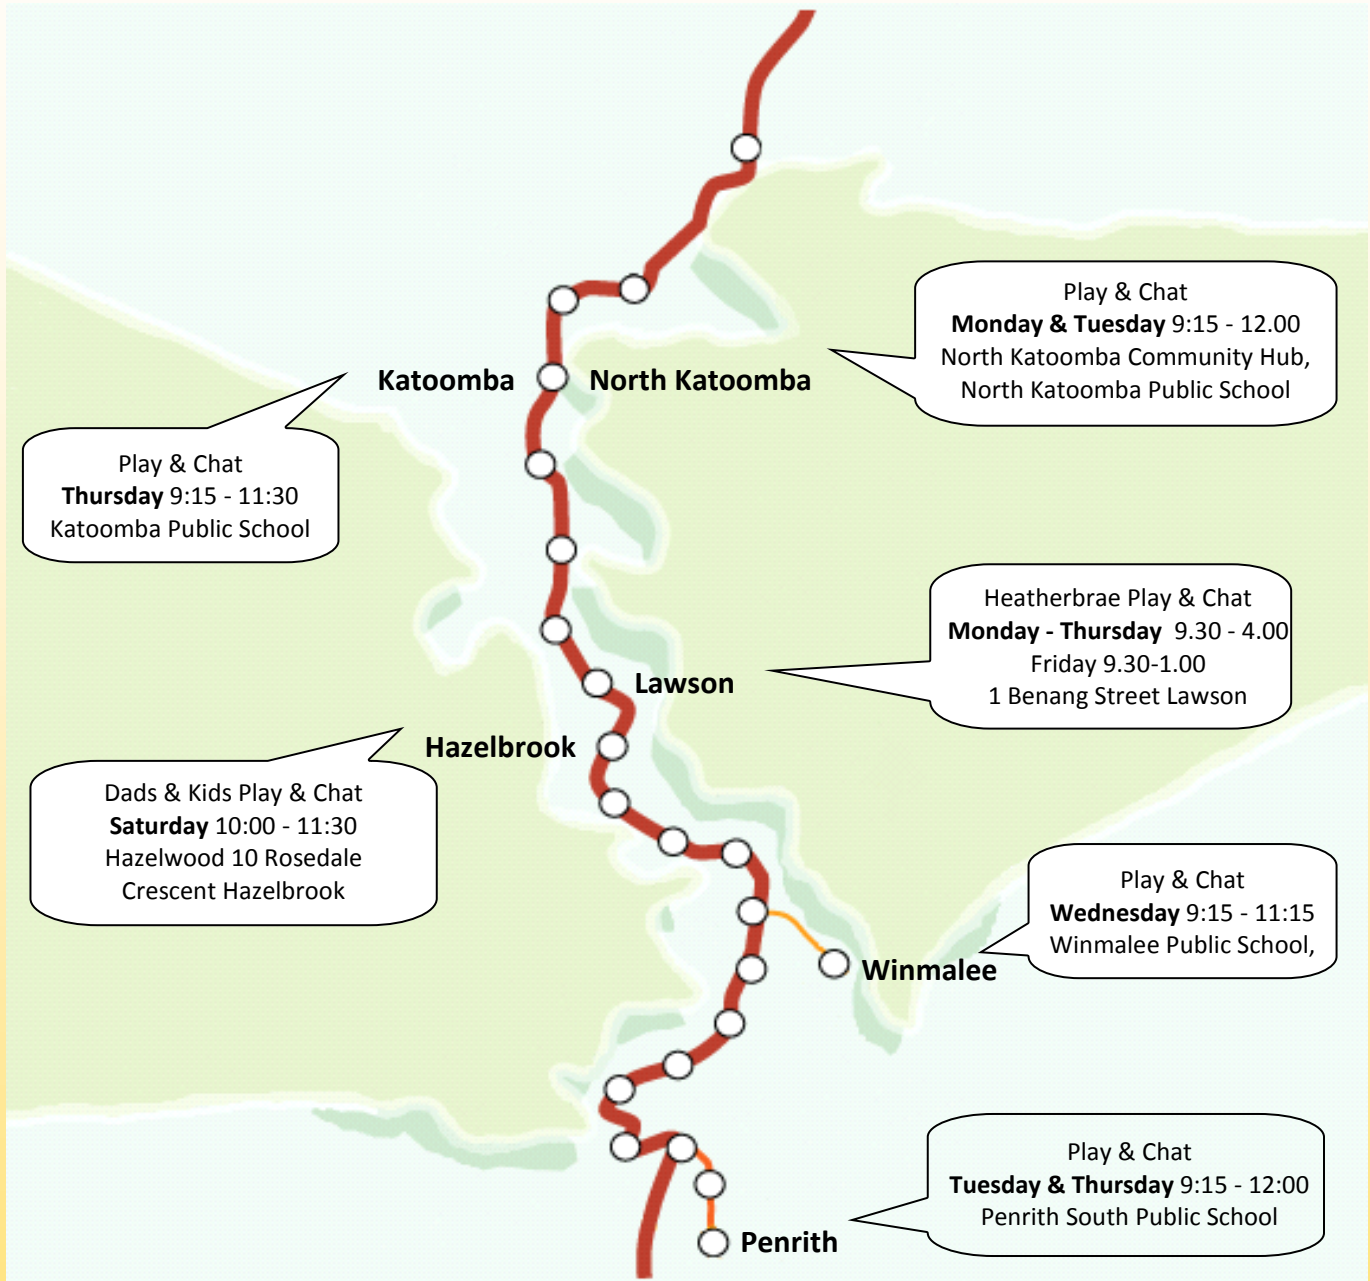 Play & Chat
Monday & Tuesday 9:15 - 12.00
North Katoomba Community Hub,
North Katoomba Public School
Katoomba
North Katoomba
Play & Chat
Thursday 9:15 - 11:30
Katoomba Public School
Heatherbrae Play & Chat
Monday - Thursday 9.30 - 4.00
Friday 9.30-1.00
1 Benang Street Lawson
Lawson
Hazelbrook
Dads & Kids Play & Chat
Saturday 10:00 - 11:30
Hazelwood 10 Rosedale
Crescent Hazelbrook
Play & Chat
Wednesday 9:15 - 11:15
Winmalee Public School,
Winmalee
Play & Chat
Tuesday & Thursday 9:15 - 12:00
Penrith South Public School
Penrith